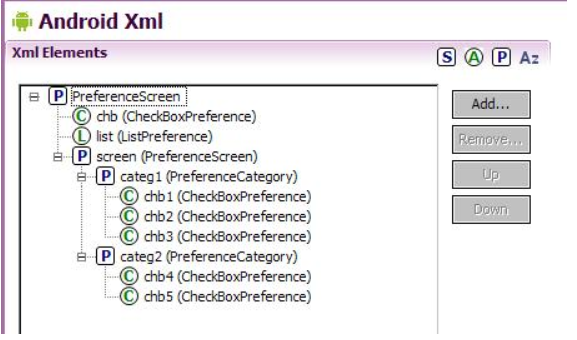 Android Xml
Xml Elements
S A P Az
P PreferenceScreen
C chb (CheckBoxPreference)
L list (ListPreference)
P screen (PreferenceScreen)
P categ1 (PreferenceCategory)
C chb1 (CheckBoxPreference)
C chb2 (CheckBoxPreference)
C chb3 (CheckBoxPreference)
P categ2 (PreferenceCategory)
C chb4 (CheckBoxPreference)
C chb5 (CheckBoxPreference)
Add...
Remove...
Up
Down